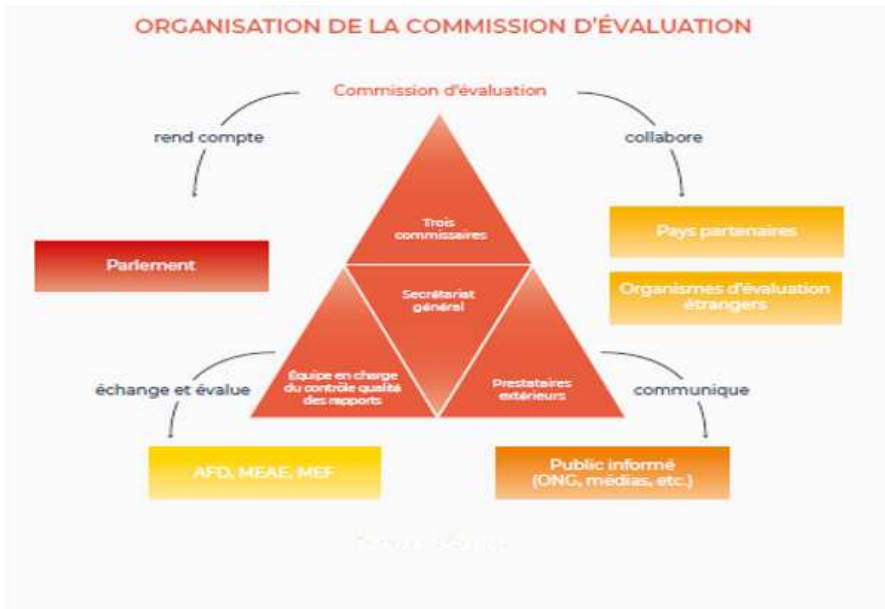 ORGANISATION DE LA COMMISSION D'ÉVALUATION
Commission d'évaluation
rend compte
collabore
Trois
commissaires
Pays partenaires
Parlement
Organismes d'évaluation
étrangers
Secrétariat
général
échange et évalue
Équipe en charge
du contrôle qualité
des rapports
Prestataires
extérieurs
communique
AFD, MEAE, MEF
Public informé
(ONG, médias, etc.)